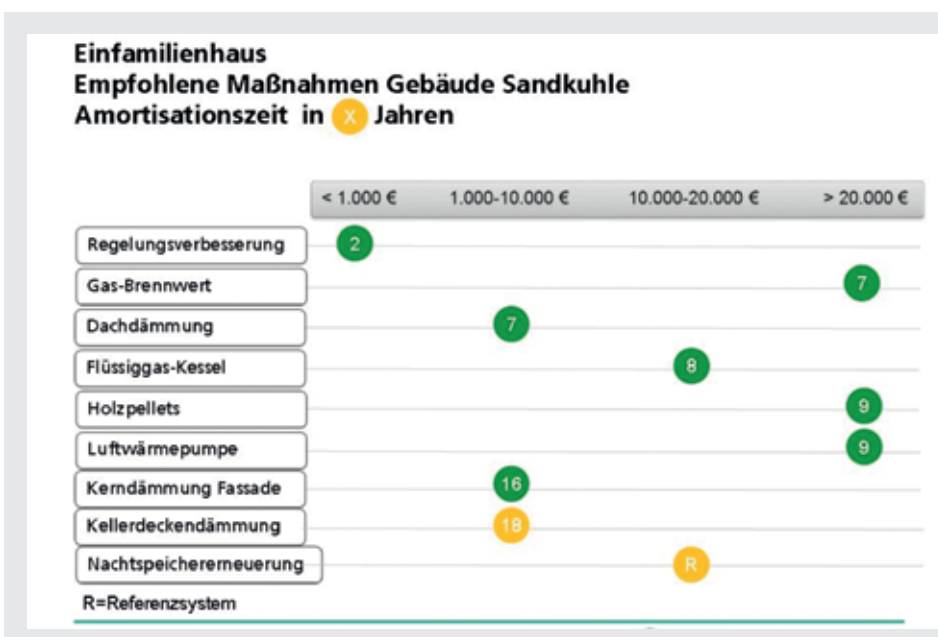 Einfamilienhaus
Empfohlene Maßnahmen Gebäude Sandkuhle
Amortisationszeit in X Jahren
< 1.000 € 1.000-10.000 € 10.000-20.000 € > 20.000 €
Regelungsverbesserung 2
Gas-Brennwert 7
Dachdämmung 7
Flüssiggas-Kessel 8
Holzpellets 9
Luftwärmepumpe 9
Kerndämmung Fassade 16
Kellerdeckendämmung 18
Nachtspeichererneuerung R
R=Referenzsystem